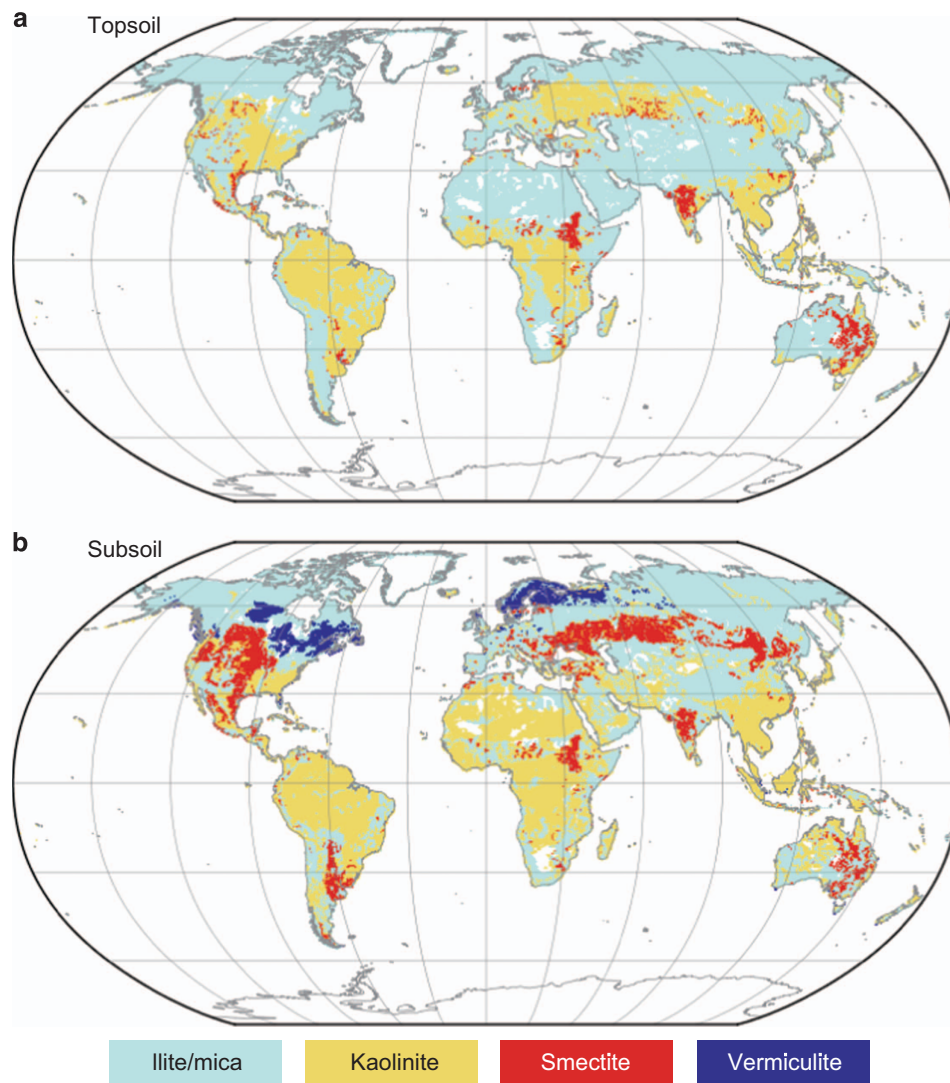 a
Topsoil
b
Subsoil
Ilite/mica
Kaolinite
Smectite
Vermiculite